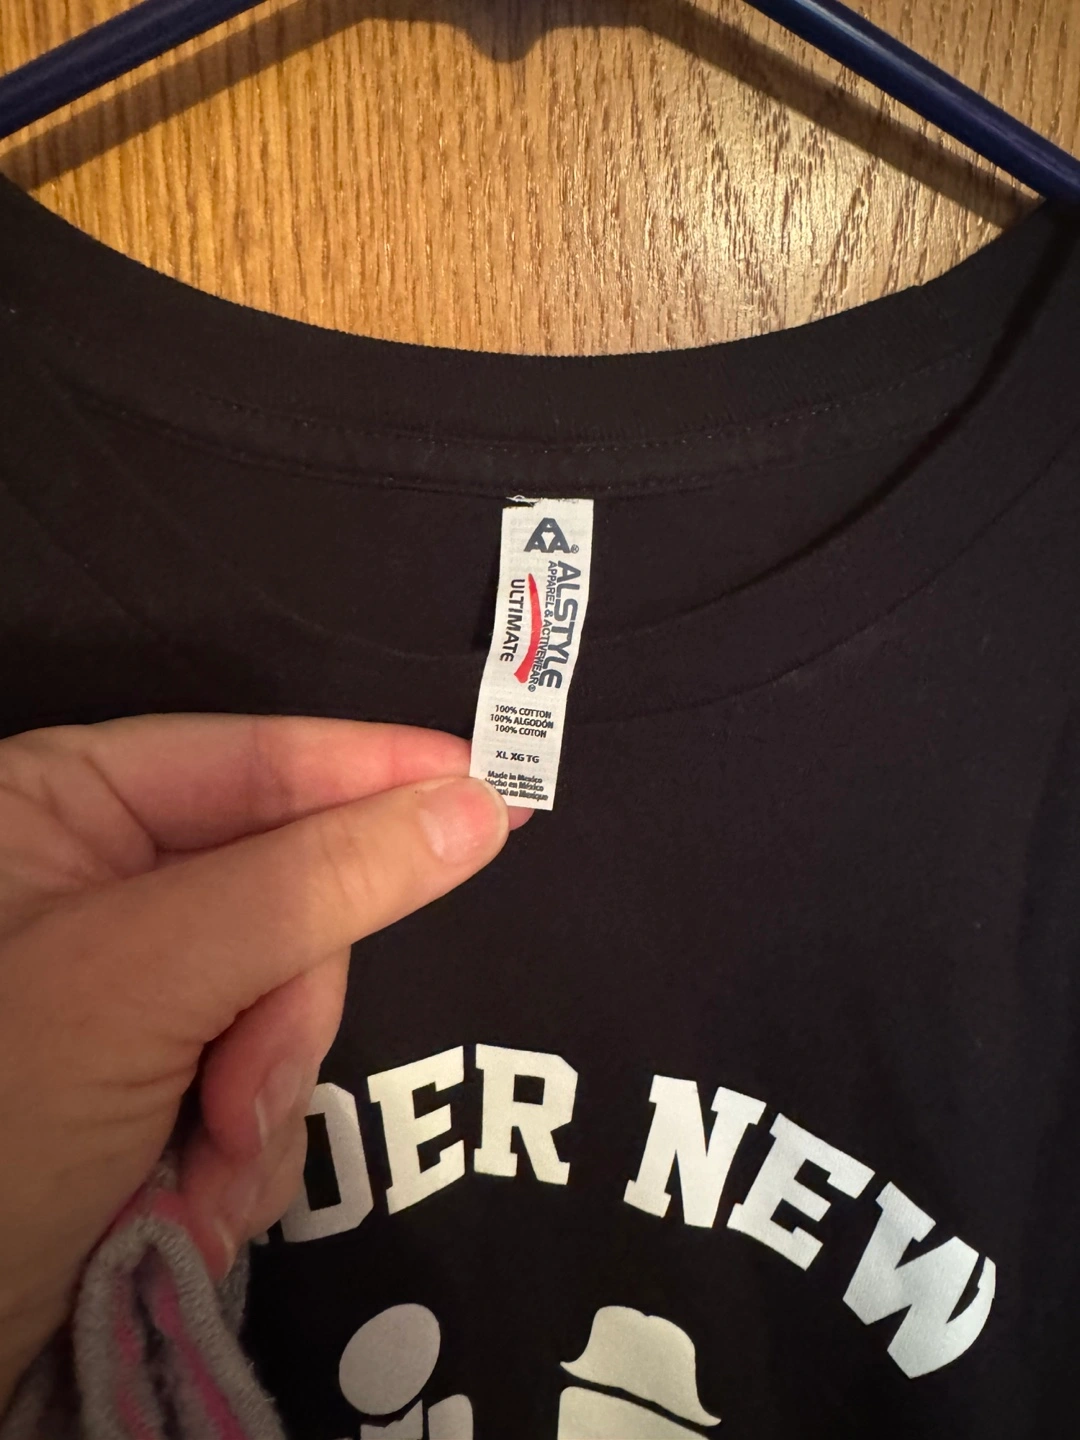 AAA®
ALSTYLE
APPAREL & ACTIVEWEAR®
ULTIMATE
100% COTTON
100% ALGODÓN
100% COTON
XL XG TG
Made in Mexico
Hecho en México
au Mexique
DER NEW